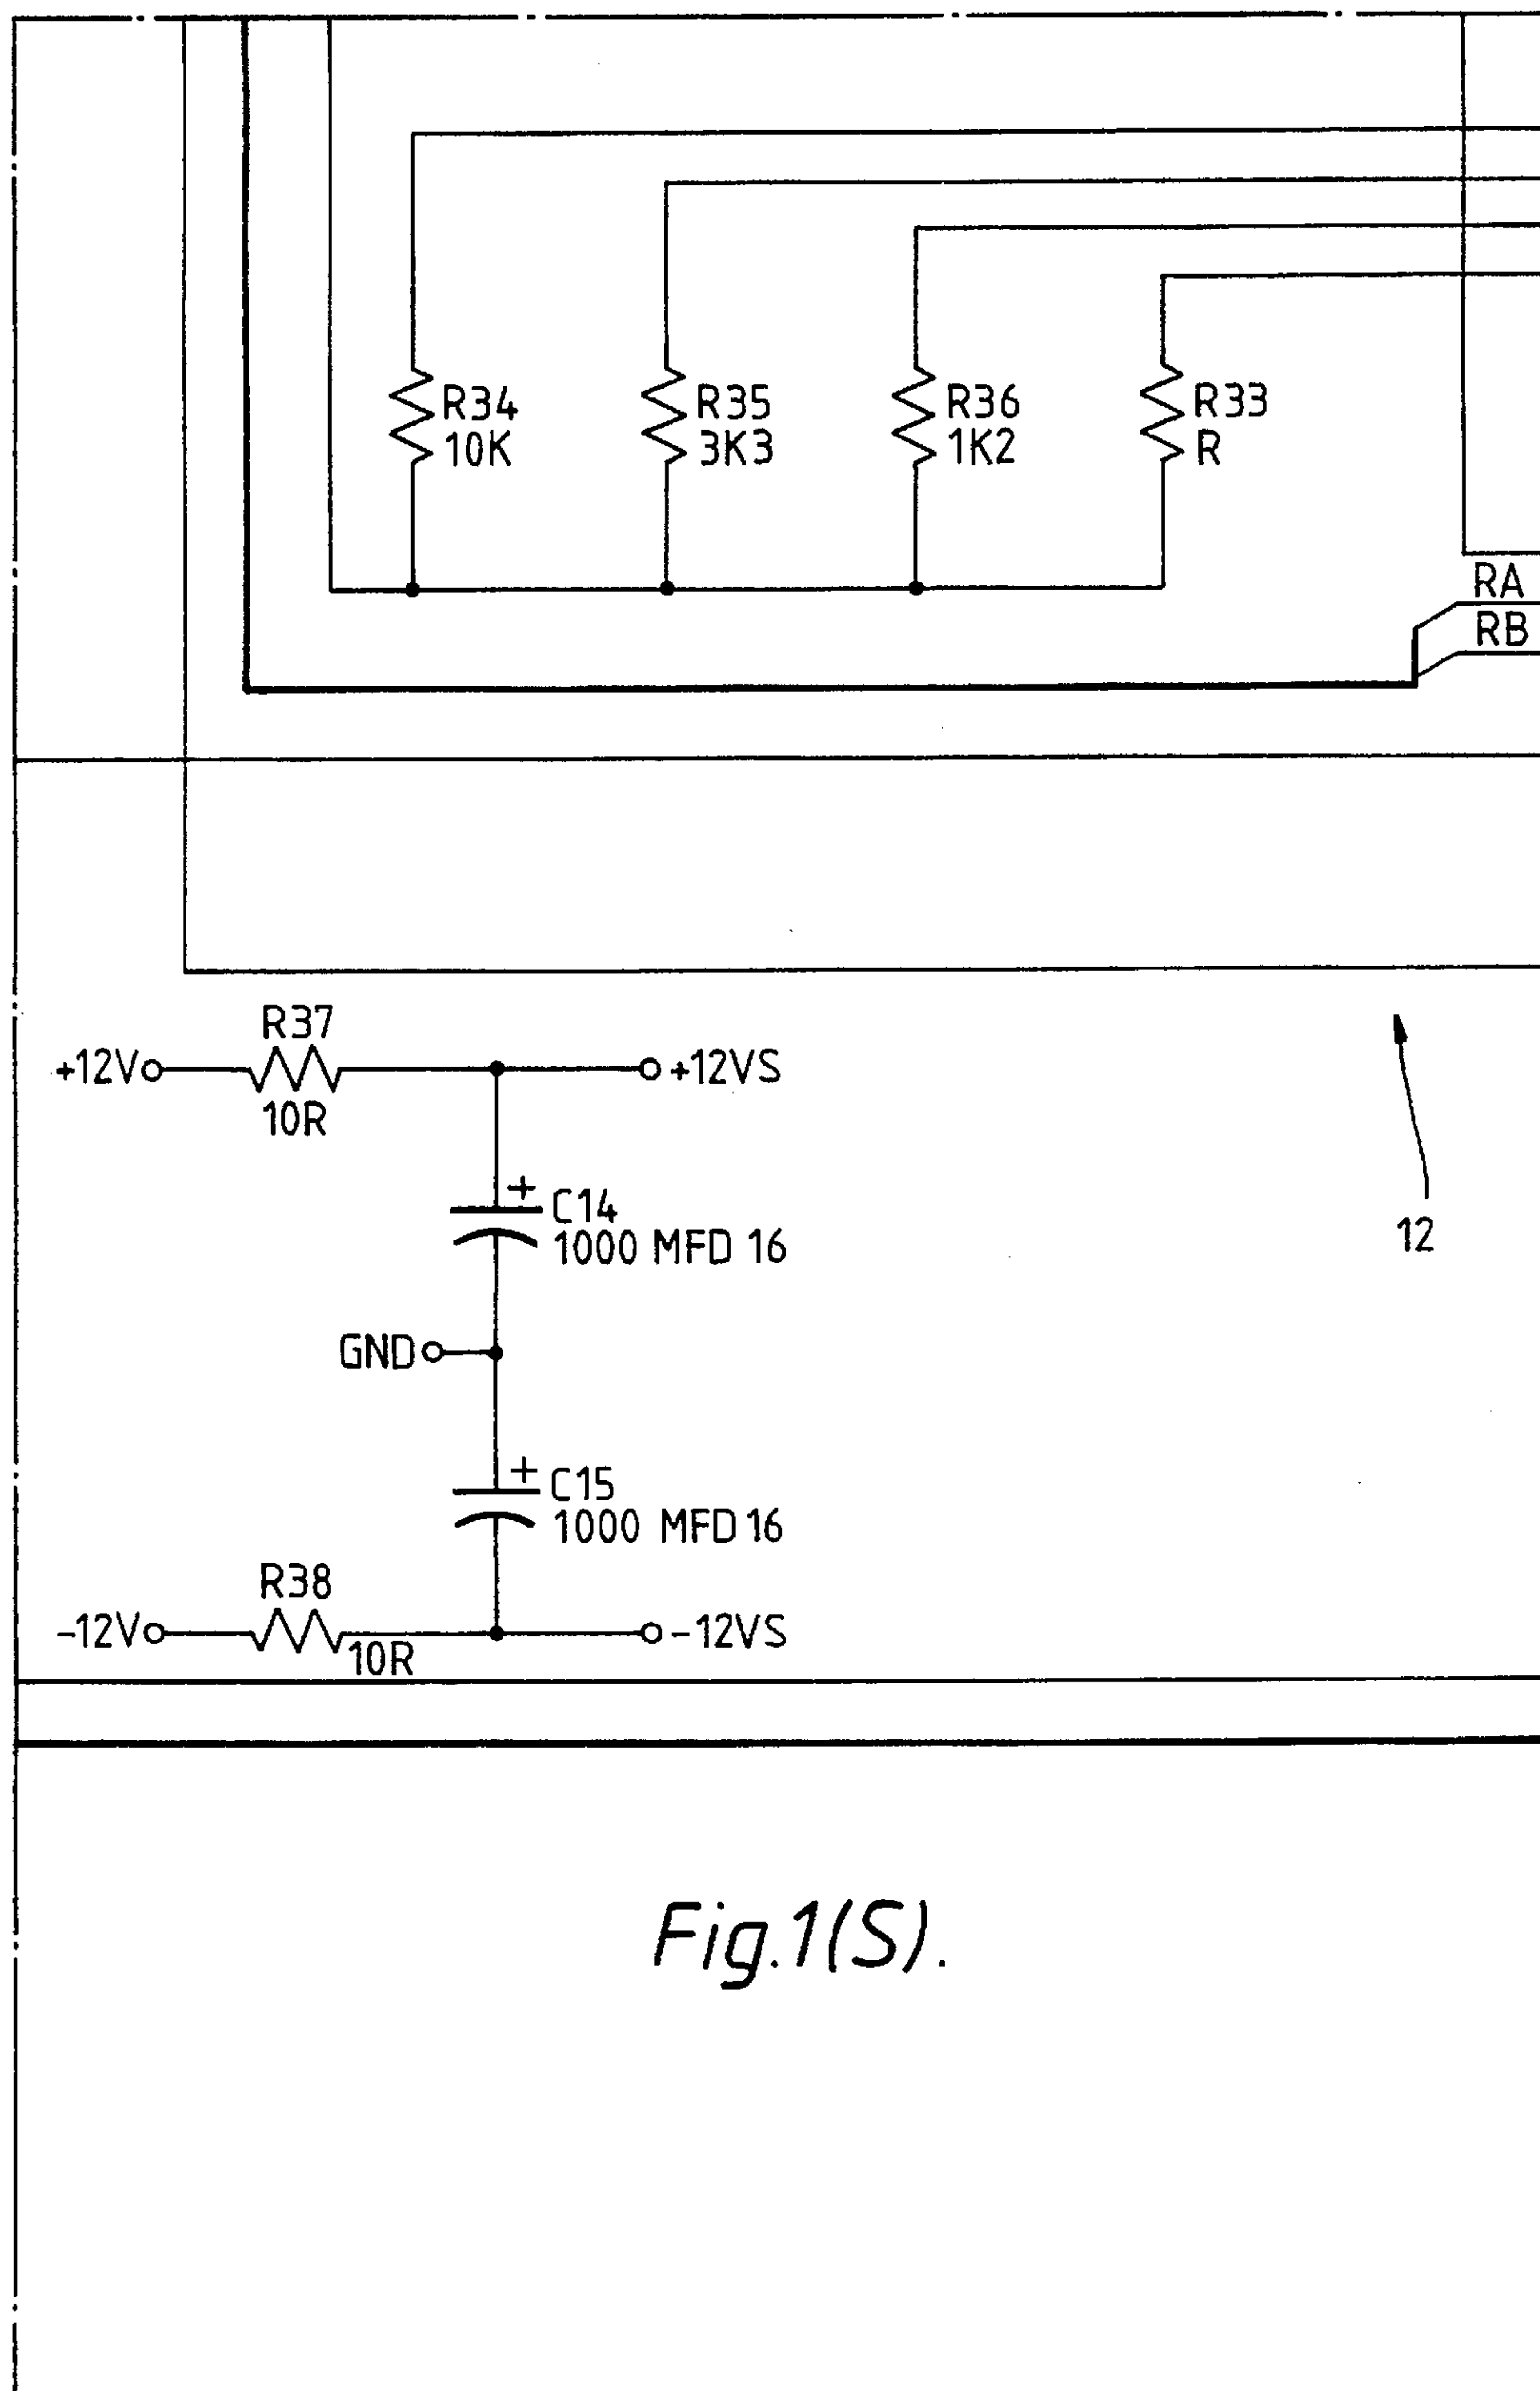 R34
10K
R35
3K3
R36
1K2
R33
R
RA
RB
R37
+12V
+12VS
10R
+
C14
1000 MFD 16
12
GND
+
C15
1000 MFD 16
R38
-12V
-12VS
10R
Fig.1(S).